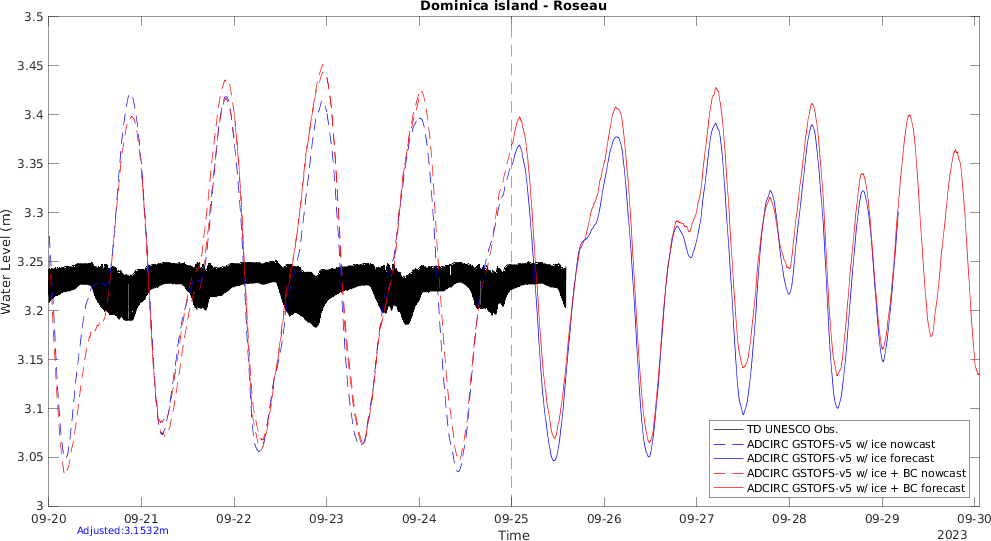 Dominica island - Roseau
3.5
3.45
3.4
3.35
3.3
3.25
3.2
3.15
3.1
3.05
3
Water Level (m)
09-20 09-21 09-22 09-23 09-24 09-25 09-26 09-27 09-28 09-29 09-30
Adjusted:3.1532m
Time
2023
TD UNESCO Obs.
ADCIRC GSTOFS-v5 w/ ice nowcast
ADCIRC GSTOFS-v5 w/ ice forecast
ADCIRC GSTOFS-v5 w/ ice + BC nowcast
ADCIRC GSTOFS-v5 w/ ice + BC forecast